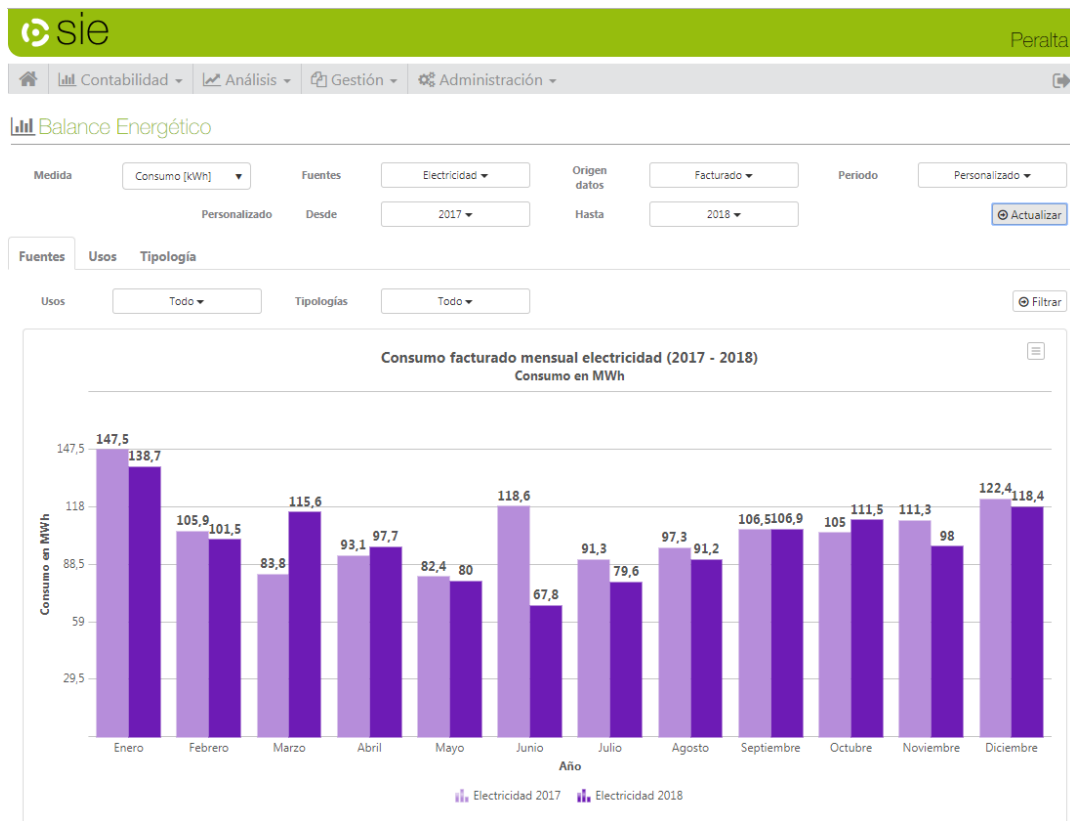 sie
Peralta
Contabilidad Análisis Gestión Administración
Balance Energético
Medida Consumo [kWh] Fuentes Electricidad Origen datos Facturado Periodo Personalizado
Personalizado Desde 2017 Hasta 2018 Actualizar
Fuentes Usos Tipología
Usos Todo Tipologías Todo Filtrar
Consumo facturado mensual electricidad (2017 - 2018)
Consumo en MWh
Consumo en MWh
147,5
118
88,5
59
29,5
147,5 138,7
105,9 101,5
83,8 115,6
93,1 97,7
82,4 80
118,6 67,8
91,3 79,6
97,3 91,2
106,5 106,9
105 111,5
111,3 98
122,4 118,4
Enero Febrero Marzo Abril Mayo Junio Julio Agosto Septiembre Octubre Noviembre Diciembre
Año
Electricidad 2017 Electricidad 2018